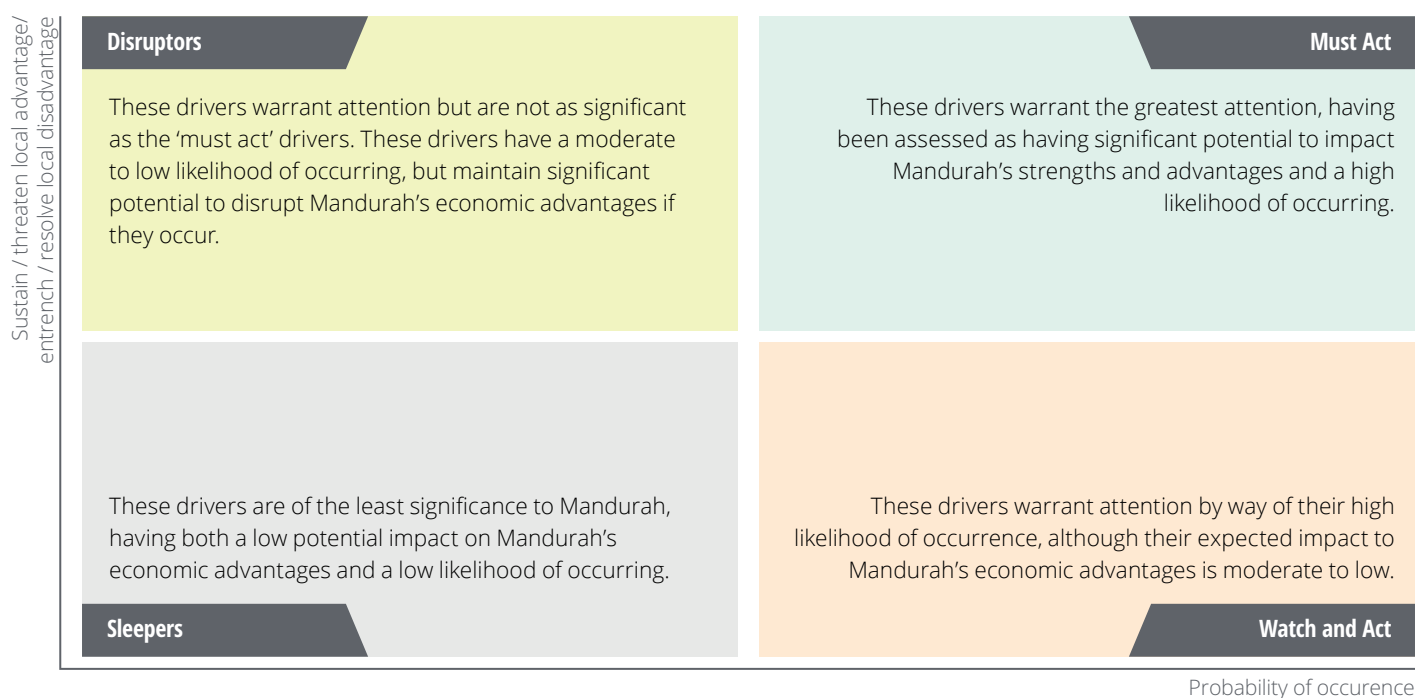 Sustain / threaten local advantage/
entrench / resolve local disadvantage
Disruptors
These drivers warrant attention but are not as significant
as the ‘must act’ drivers. These drivers have a moderate
to low likelihood of occurring, but maintain significant
potential to disrupt Mandurah’s economic advantages if
they occur.
Must Act
These drivers warrant the greatest attention, having
been assessed as having significant potential to impact
Mandurah’s strengths and advantages and a high
likelihood of occurring.
These drivers are of the least significance to Mandurah,
having both a low potential impact on Mandurah’s
economic advantages and a low likelihood of occurring.
Sleepers
These drivers warrant attention by way of their high
likelihood of occurrence, although their expected impact to
Mandurah’s economic advantages is moderate to low.
Watch and Act
Probability of occurence